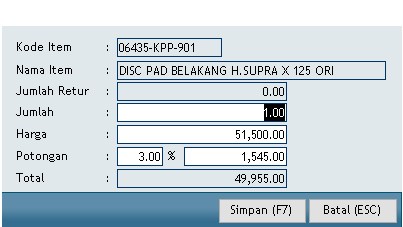 Kode Item : 06435-KPP-901
Nama Item : DISC PAD BELAKANG H.SUPRA X 125 ORI
Jumlah Retur : 0.00
Jumlah : 1.00
Harga : 51,500.00
Potongan : 3.00 % 1,545.00
Total : 49,955.00
Simpan (F7) Batal (ESC)